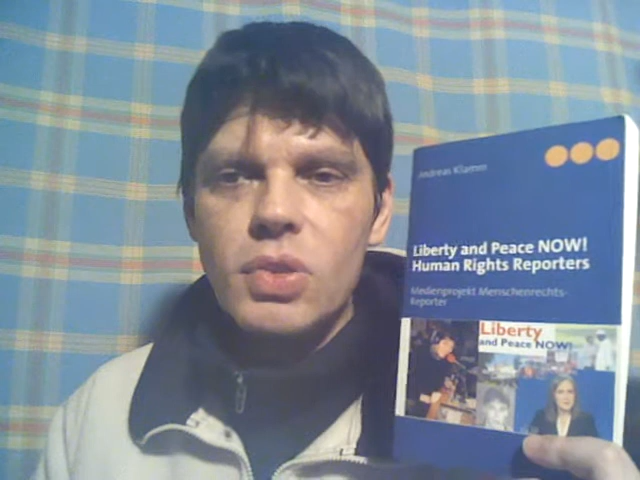 Andreas Klamm
Liberty and Peace NOW!
Human Rights Reporters
Medienprojekt Menschenrechts-
Reporter
Liberty
and Peace NOW!